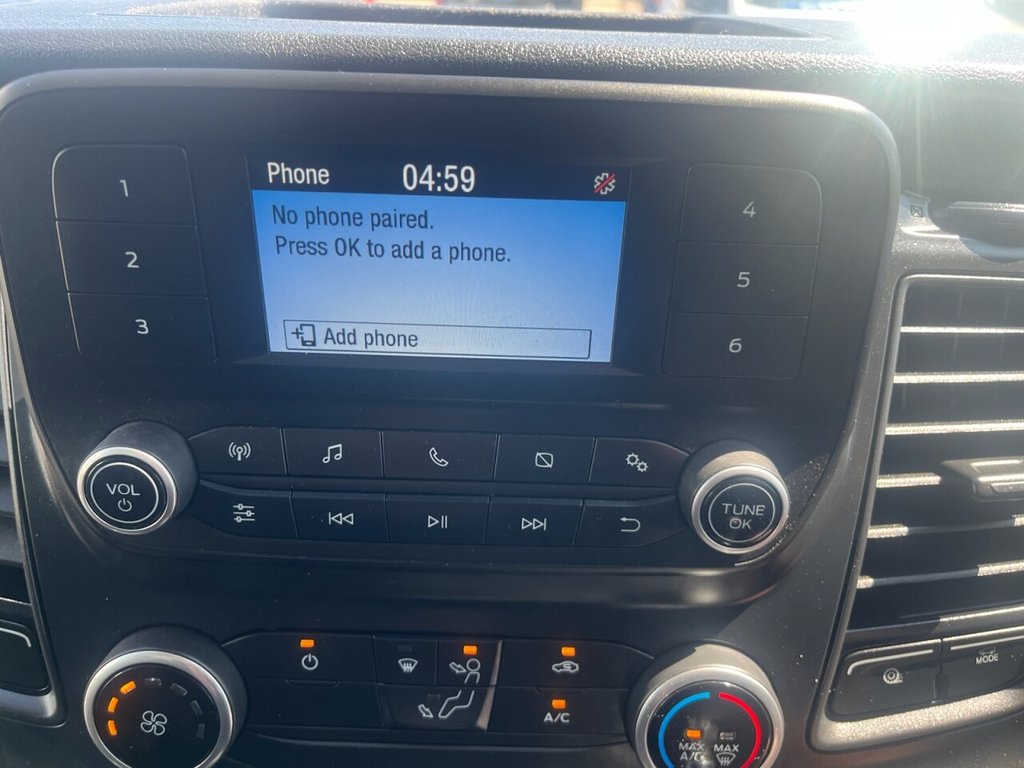 Phone 04:59
No phone paired.
Press OK to add a phone.
Add phone
1
2
3
4
5
6
VOL
TUNE
OK
A/C
MAX
A/C
MAX
MODE